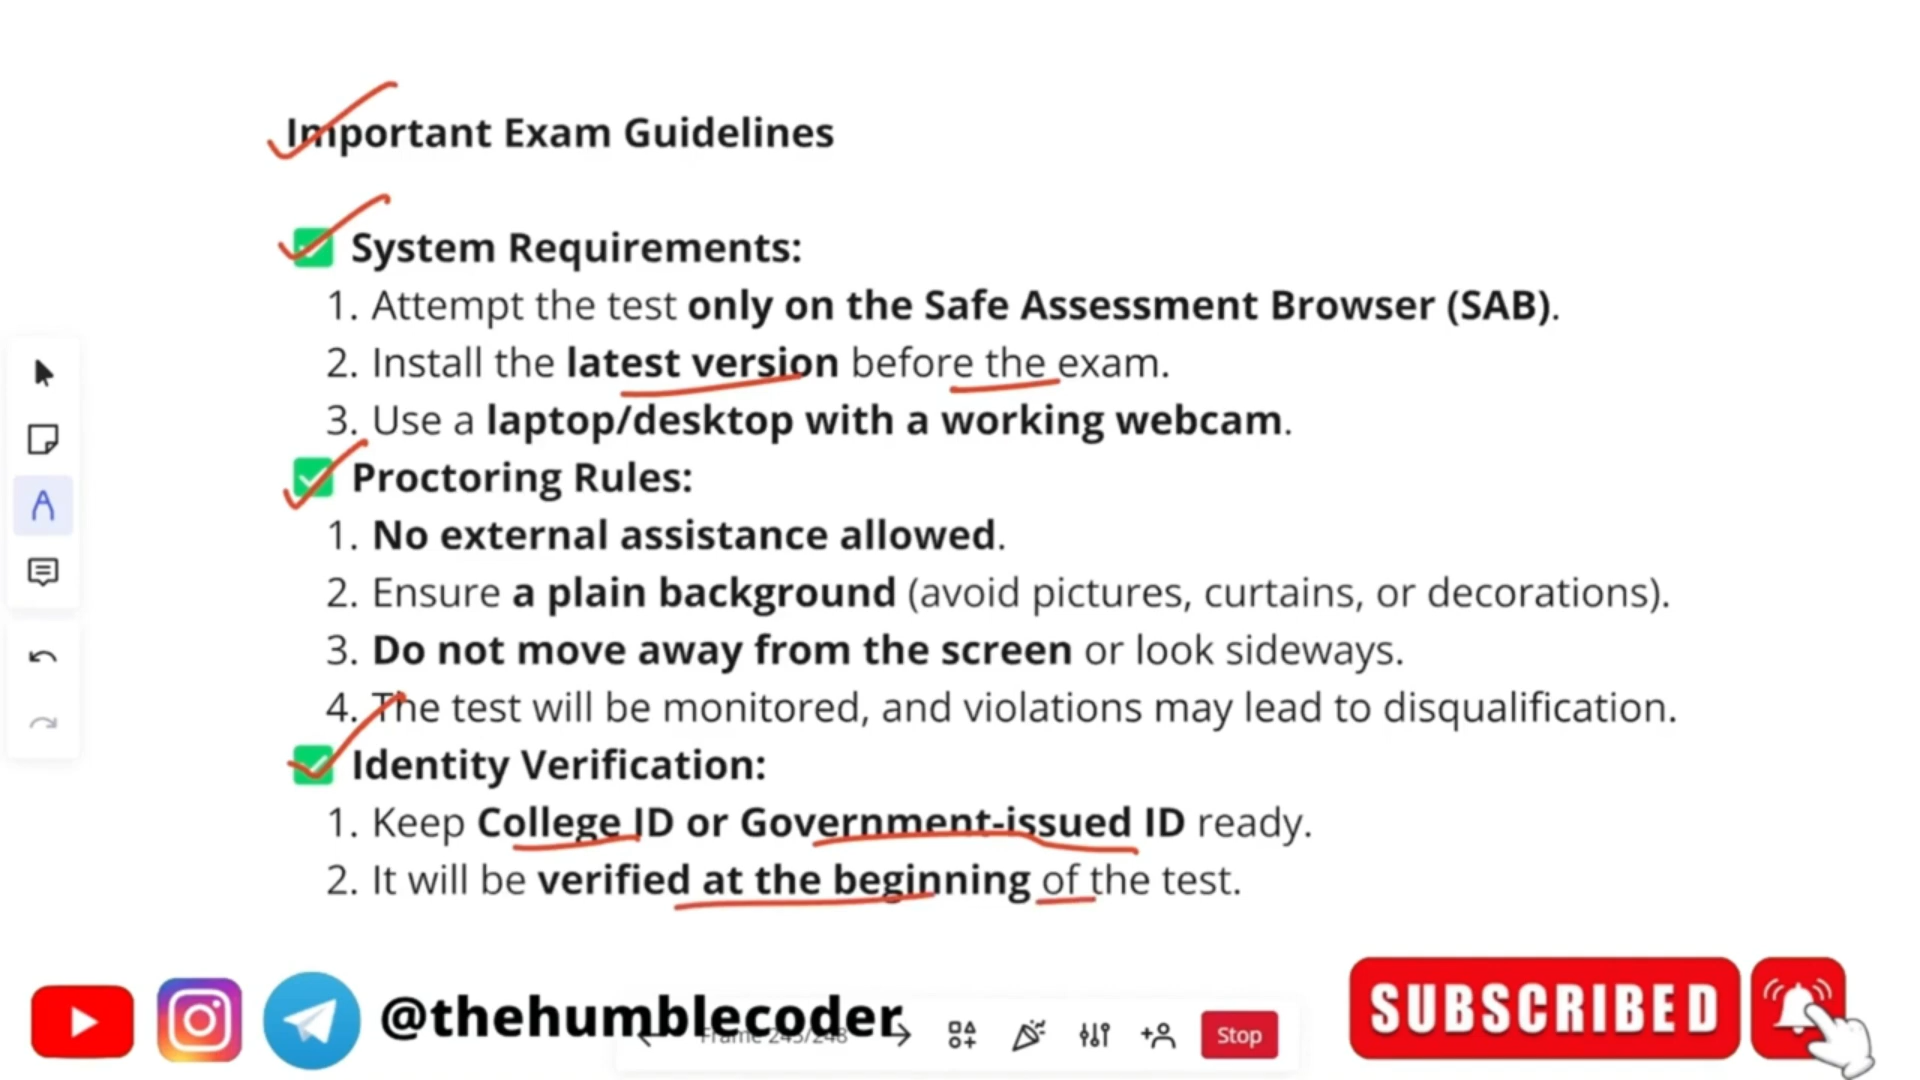 Important Exam Guidelines
System Requirements:
1. Attempt the test only on the Safe Assessment Browser (SAB).
2. Install the latest version before the exam.
3. Use a laptop/desktop with a working webcam.
Proctoring Rules:
1. No external assistance allowed.
2. Ensure a plain background (avoid pictures, curtains, or decorations).
3. Do not move away from the screen or look sideways.
4. The test will be monitored, and violations may lead to disqualification.
Identity Verification:
1. Keep College ID or Government-issued ID ready.
2. It will be verified at the beginning of the test.
@thehumblecoder
Frame 245/248
Stop
SUBSCRIBED